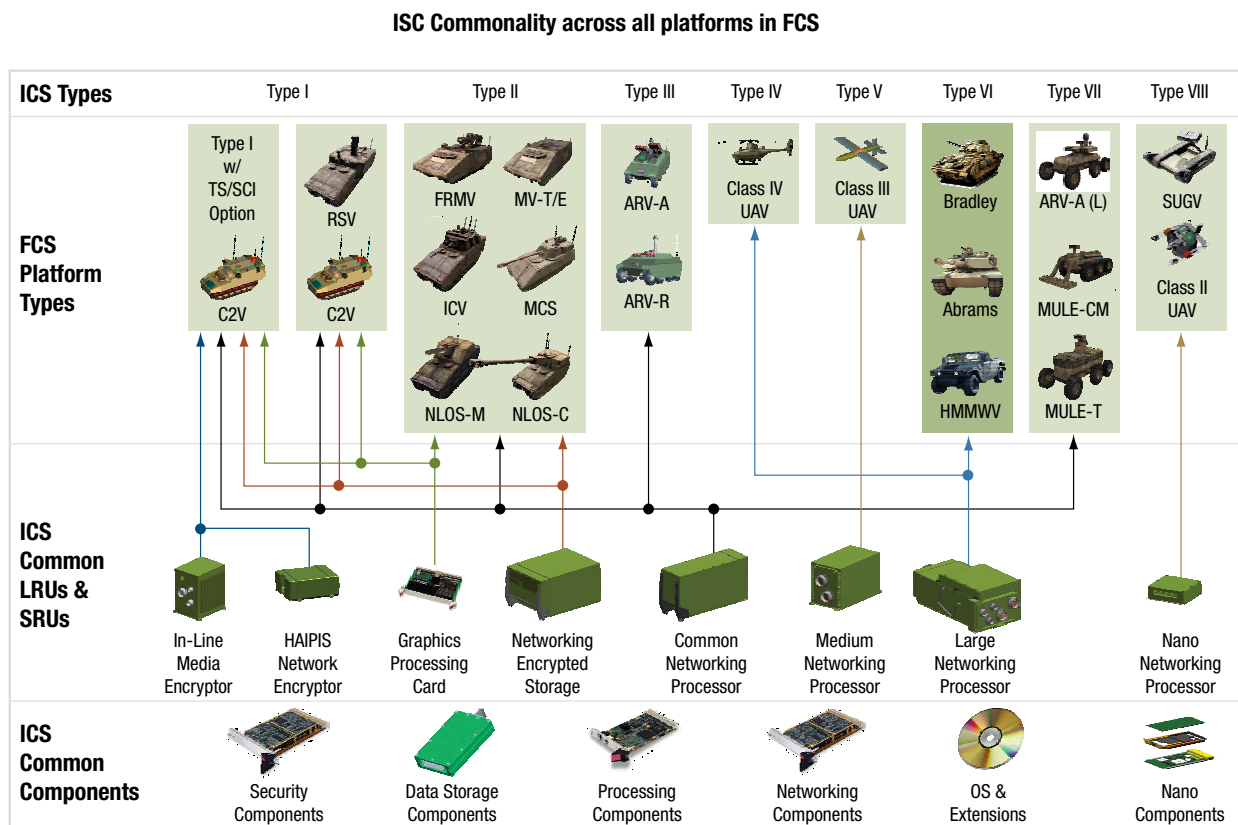 ISC Commonality across all platforms in FCS
ICS Types
Type I
Type II
Type III
Type IV
Type V
Type VI
Type VII
Type VIII
FCS
Platform
Types
Type I
w/
TS/SCI
Option
C2V
RSV
C2V
FRMV
MV-T/E
ICV
MCS
NLOS-M
NLOS-C
ARV-A
ARV-R
Class IV
UAV
Class III
UAV
Bradley
Abrams
HMMWV
ARV-A (L)
MULE-CM
MULE-T
SUGV
Class II
UAV
ICS
Common
LRUs &
SRUs
In-Line
Media
Encryptor
HAIPIS
Network
Encryptor
Graphics
Processing
Card
Networking
Encrypted
Storage
Common
Networking
Processor
Medium
Networking
Processor
Large
Networking
Processor
Nano
Networking
Processor
ICS
Common
Components
Security
Components
Data Storage
Components
Processing
Components
Networking
Components
OS &
Extensions
Nano
Components